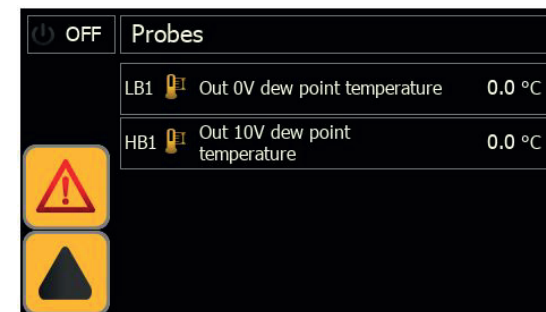 OFF
Probes
LB1 Out 0V dew point temperature 0.0 °C
HB1 Out 10V dew point
temperature 0.0 °C